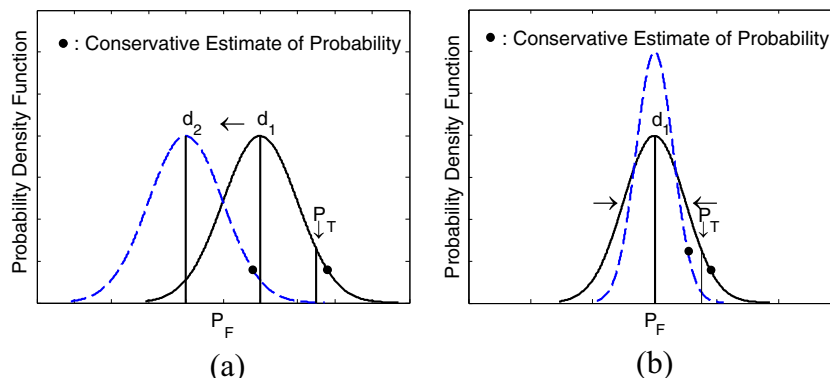 ● : Conservative Estimate of Probability
Probability Density Function
d2
←
d1
PT
↓
PF
(a)
● : Conservative Estimate of Probability
Probability Density Function
d1
→ ←
PT
↓
PF
(b)